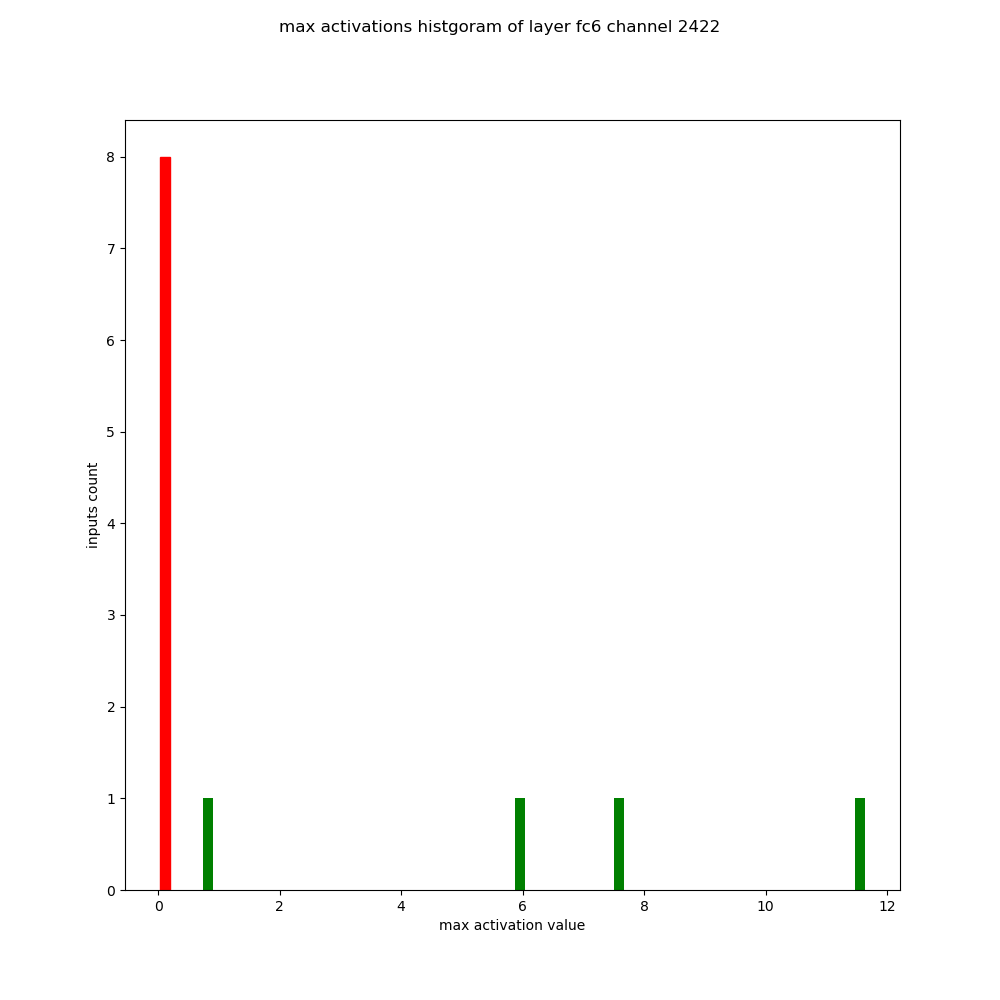 max activations histgoram of layer fc6 channel 2422
8
7
6
5
4
3
2
1
0
inputs count
0 2 4 6 8 10 12
max activation value